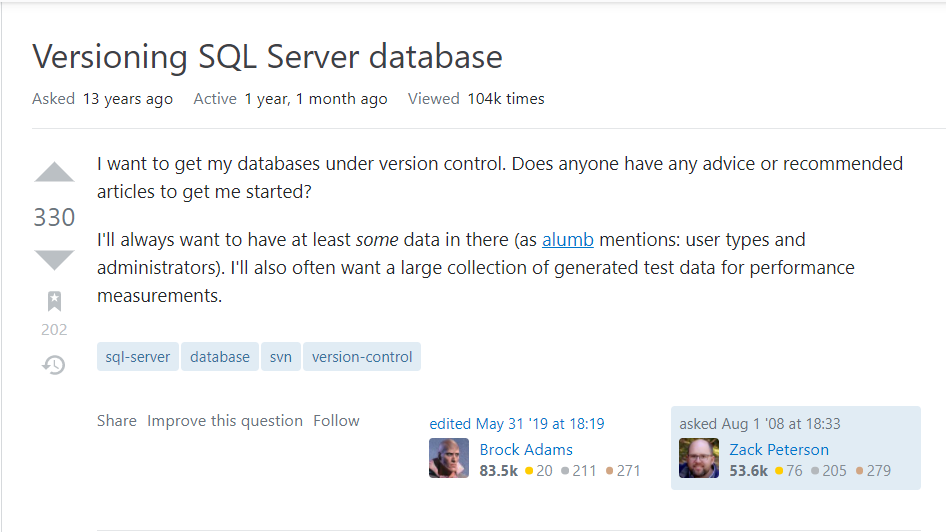 Versioning SQL Server database
Asked 13 years ago Active 1 year, 1 month ago Viewed 104k times
I want to get my databases under version control. Does anyone have any advice or recommended
articles to get me started?
330
I'll always want to have at least some data in there (as alumb mentions: user types and
administrators). I'll also often want a large collection of generated test data for performance
measurements.
202
sql-server database svn version-control
Share Improve this question Follow
edited May 31 '19 at 18:19
Brock Adams
83.5k 20 211 271
asked Aug 1 '08 at 18:33
Zack Peterson
53.6k 76 205 279